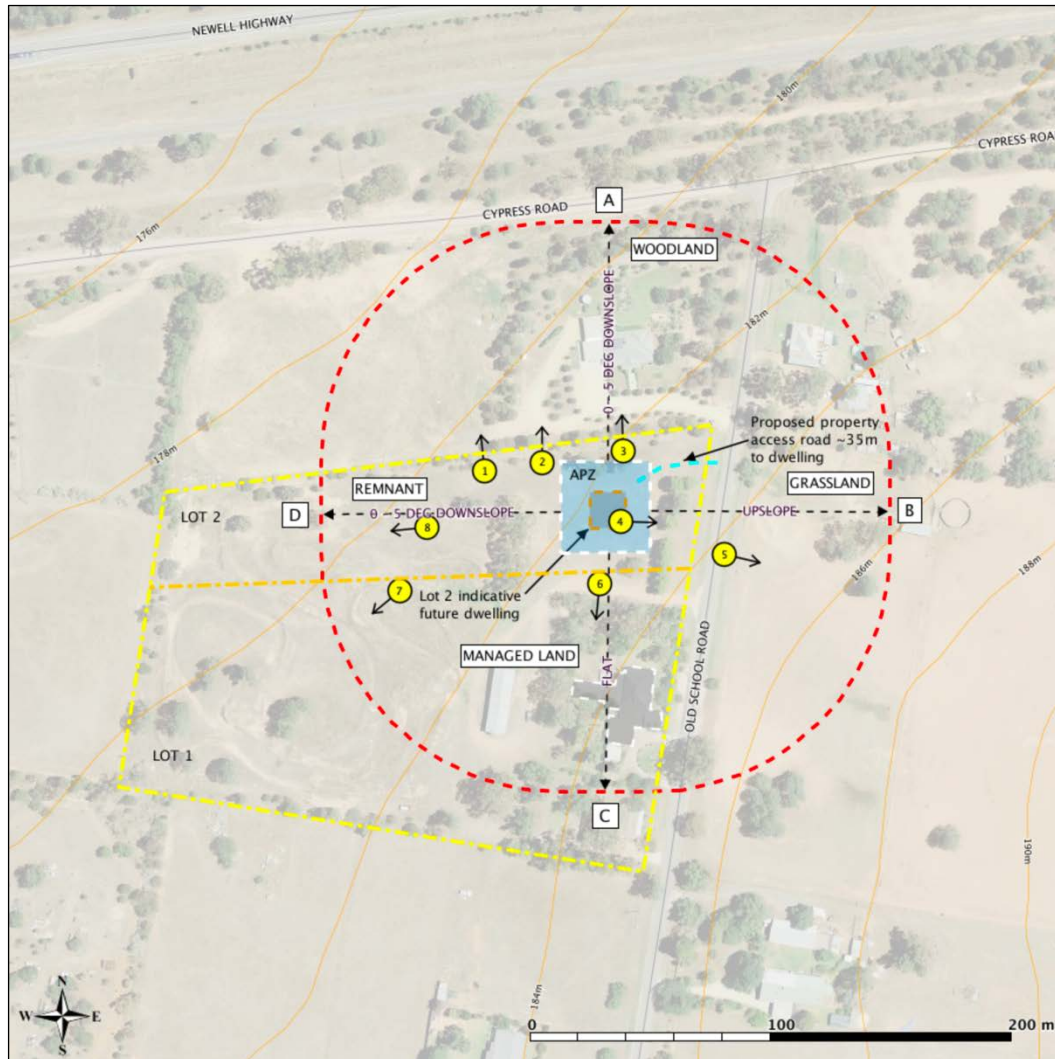 NEWELL HIGHWAY
180m
CYPRESS ROA
A
CYPRESS ROAD
WOODLAND
176m
0 - 5 DEG DOWNSLOPE
182m
178m
Proposed property
access road ~35m
to dwelling
3
2
1
APZ
REMNANT
GRASSLAND
LOT 2
D
0 - 5 DEG DOWNSLOPE
8
4
UPSLOPE
B
5
186m
188m
7
6
Lot 2 indicative
future dwelling
MANAGED LAND
FLAT
OLD SCHOOL ROAD
LOT 1
C
190m
184m
N
W
E
S
0
100
200 m